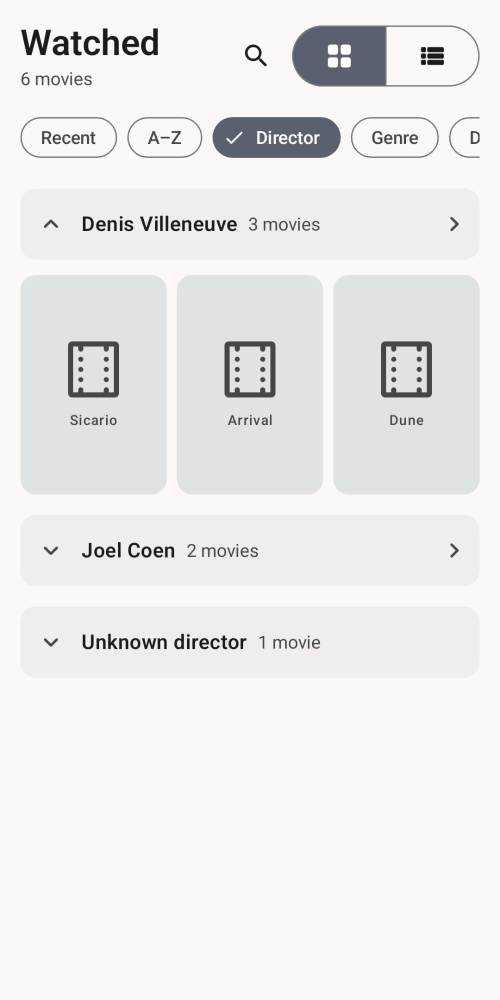 Watched
6 movies
Recent
A–Z
Director
Genre
D
Denis Villeneuve 3 movies
Sicario
Arrival
Dune
Joel Coen 2 movies
Unknown director 1 movie